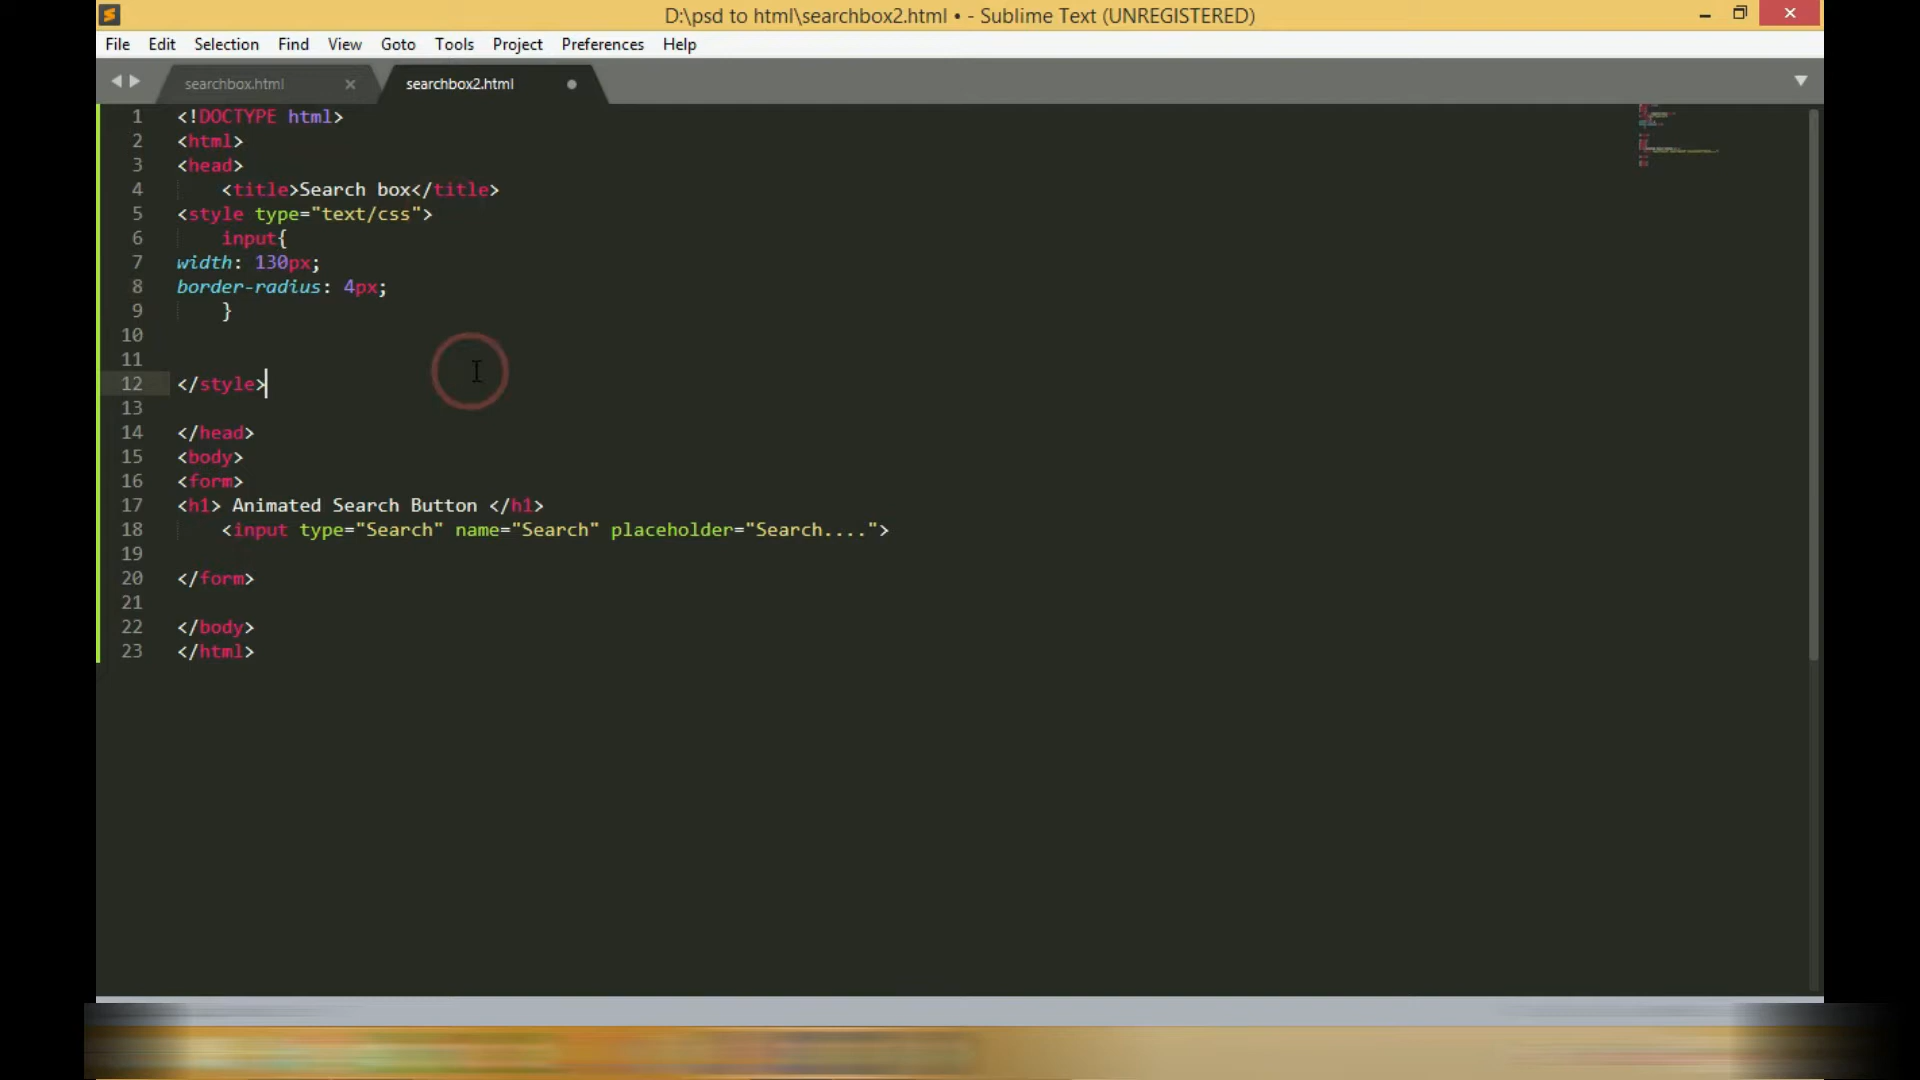 D:\psd to html\searchbox2.html • - Sublime Text (UNREGISTERED)
File Edit Selection Find View Goto Tools Project Preferences Help
searchbox.html searchbox2.html
1 <!DOCTYPE html>
2 <html>
3 <head>
4 <title>Search box</title>
5 <style type="text/css">
6 input{
7 width: 130px;
8 border-radius: 4px;
9 }
10
11
12 </style>
13
14 </head>
15 <body>
16 <form>
17 <h1> Animated Search Button </h1>
18 <input type="Search" name="Search" placeholder="Search....">
19
20 </form>
21
22 </body>
23 </html>